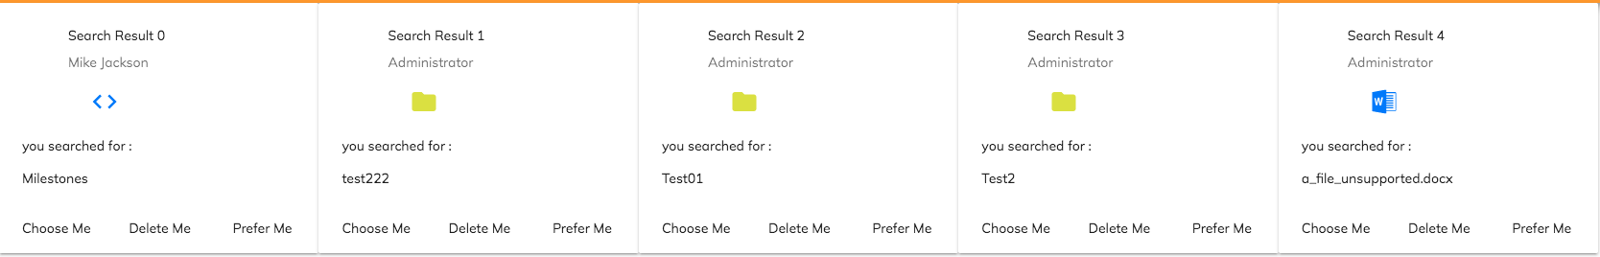 Search Result 0
Mike Jackson
you searched for :
Milestones
Choose Me Delete Me Prefer Me
Search Result 1
Administrator
you searched for :
test222
Choose Me Delete Me Prefer Me
Search Result 2
Administrator
you searched for :
Test01
Choose Me Delete Me Prefer Me
Search Result 3
Administrator
you searched for :
Test2
Choose Me Delete Me Prefer Me
Search Result 4
Administrator
W
you searched for :
a_file_unsupported.docx
Choose Me Delete Me Prefer Me